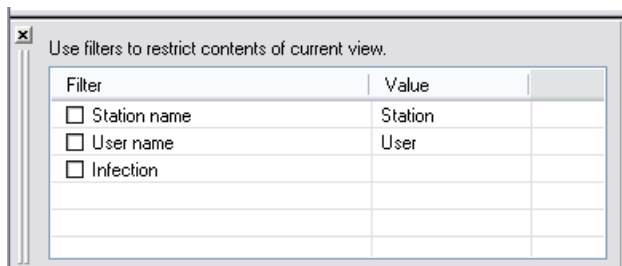 Use filters to restrict contents of current view.
Filter Value
Station name Station
User name User
Infection